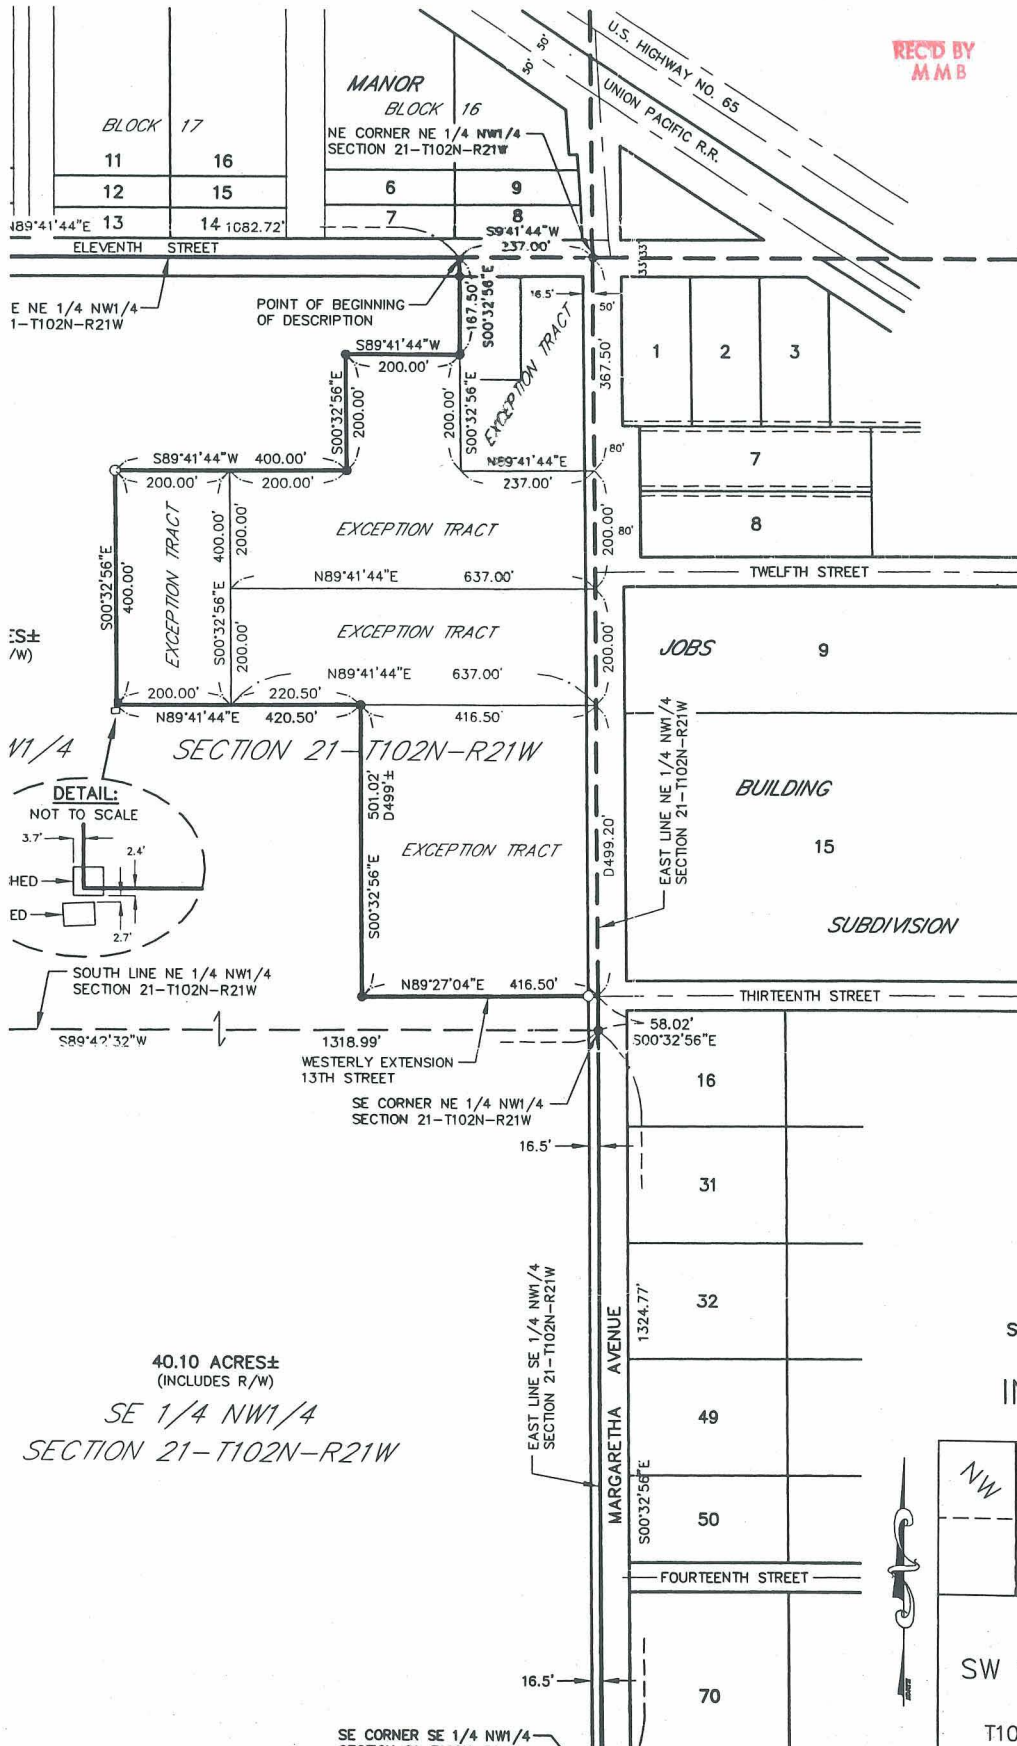 REC'D BY
MMB
U.S. HIGHWAY NO. 65
UNION PACIFIC R.R.
50'
50'
MANOR
BLOCK 16
BLOCK 17
NE CORNER NE 1/4 NW1/4
SECTION 21-T102N-R21W
11 16
12 15
13 14
6 9
7 8
N89°41'44"E
1082.72'
S9°41'44"W
237.00'
ELEVENTH STREET
33' 33'
E NE 1/4 NW1/4
1-T102N-R21W
POINT OF BEGINNING
OF DESCRIPTION
167.50'
S00°32'56"E
16.5'
50'
EXCEPTION TRACT
367.50'
1 2 3
S89°41'44"W
200.00'
S00°32'56"E
200.00'
200.00'
S00°32'56"E
S89°41'44"W 400.00'
200.00' 200.00'
N89°41'44"E
237.00'
80'
7
8
80'
200.00'
EXCEPTION TRACT
S00°32'56"E
400.00'
EXCEPTION TRACT
S00°32'56"E 400.00'
200.00'
200.00'
N89°41'44"E 637.00'
TWELFTH STREET
EXCEPTION TRACT
200.00'
JOBS 9
ES±
/W)
N89°41'44"E 637.00'
200.00' 220.50'
N89°41'44"E 420.50'
416.50'
W1/4 SECTION 21-T102N-R21W
EAST LINE NE 1/4 NW1/4
SECTION 21-T102N-R21W
BUILDING
15
SUBDIVISION
DETAIL:
NOT TO SCALE
3.7'
2.4'
HED
ED
2.7'
501.02'
D499'±
S00°32'56"E
EXCEPTION TRACT
D499.20'
SOUTH LINE NE 1/4 NW1/4
SECTION 21-T102N-R21W
N89°27'04"E 416.50'
THIRTEENTH STREET
S89°42'32"W
1318.99'
58.02'
S00°32'56"E
WESTERLY EXTENSION
13TH STREET
SE CORNER NE 1/4 NW1/4
SECTION 21-T102N-R21W
16
16.5'
31
EAST LINE SE 1/4 NW1/4
SECTION 21-T102N-R21W
MARGARETHA AVENUE
1324.77'
S00°32'56"E
32
S
IN
40.10 ACRES±
(INCLUDES R/W)
SE 1/4 NW1/4
SECTION 21-T102N-R21W
49
50
NW
FOURTEENTH STREET
SW
16.5'
70
T10
SE CORNER SE 1/4 NW1/4